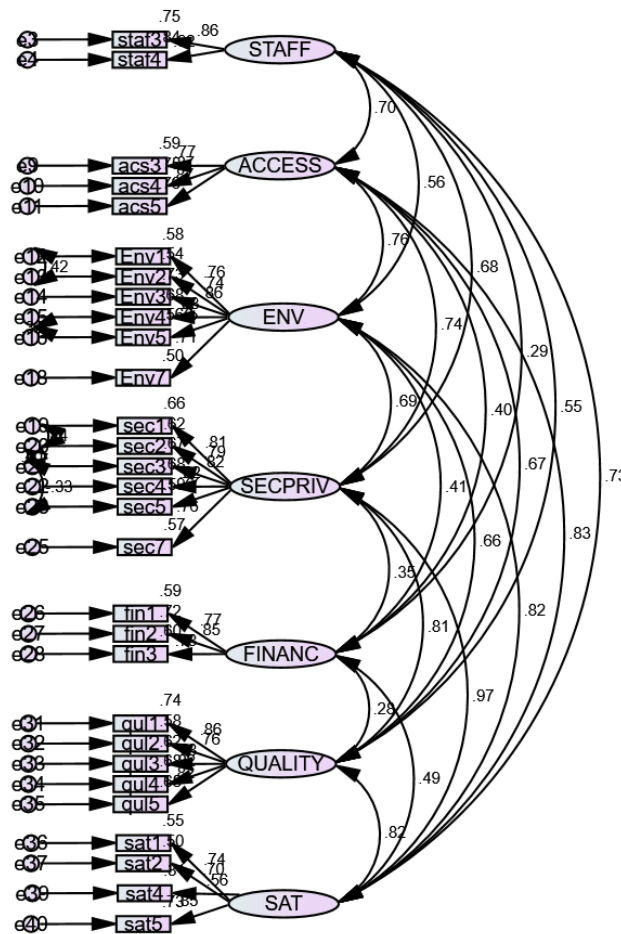 .75
e3 staf3 .86 STAFF
e4 staf4
.70
.59
e9 acs3 .77 ACCESS
e10 acs4
e11 acs5
.56
.76
.58
Env1
.42 Env2 .76
e14 Env3 .74
Env4 .86 ENV
Env5 .71
e18 .50 Env7
.68
.74
.29
.55
.40
.69
.67
.73
.83
.66
.41
.82
.66
e19 sec1 .81
sec2 .79
sec3 .82
.33 sec4 SECPRIV
sec5 .76
e25 .57 sec7
.35
.81
.97
.59
e26 fin1 .77
e27 fin2 .85
e28 fin3 FINANC
.28
.49
.74
e31 qul1 .86
e32 qul2 .76
e33 qul3 QUALITY
e34 qul4
e35 qul5
.82
.55
e36 sat1 .74
e37 sat2 .70
e39 sat4 .56 SAT
e40 sat5